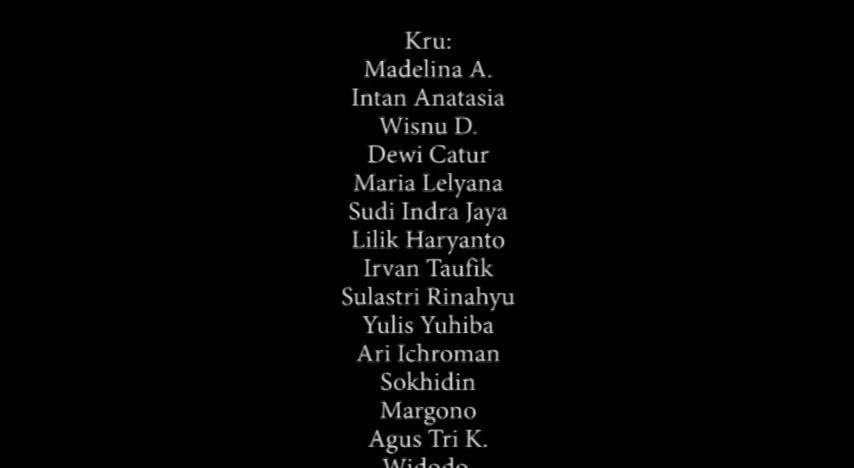 Kru:
Madelina A.
Intan Anatasia
Wisnu D.
Dewi Catur
Maria Lelyana
Sudi Indra Jaya
Lilik Haryanto
Irvan Taufik
Sulastri Rinahyu
Yulis Yuhiba
Ari Ichroman
Sokhidin
Margono
Agus Tri K.
Widodo